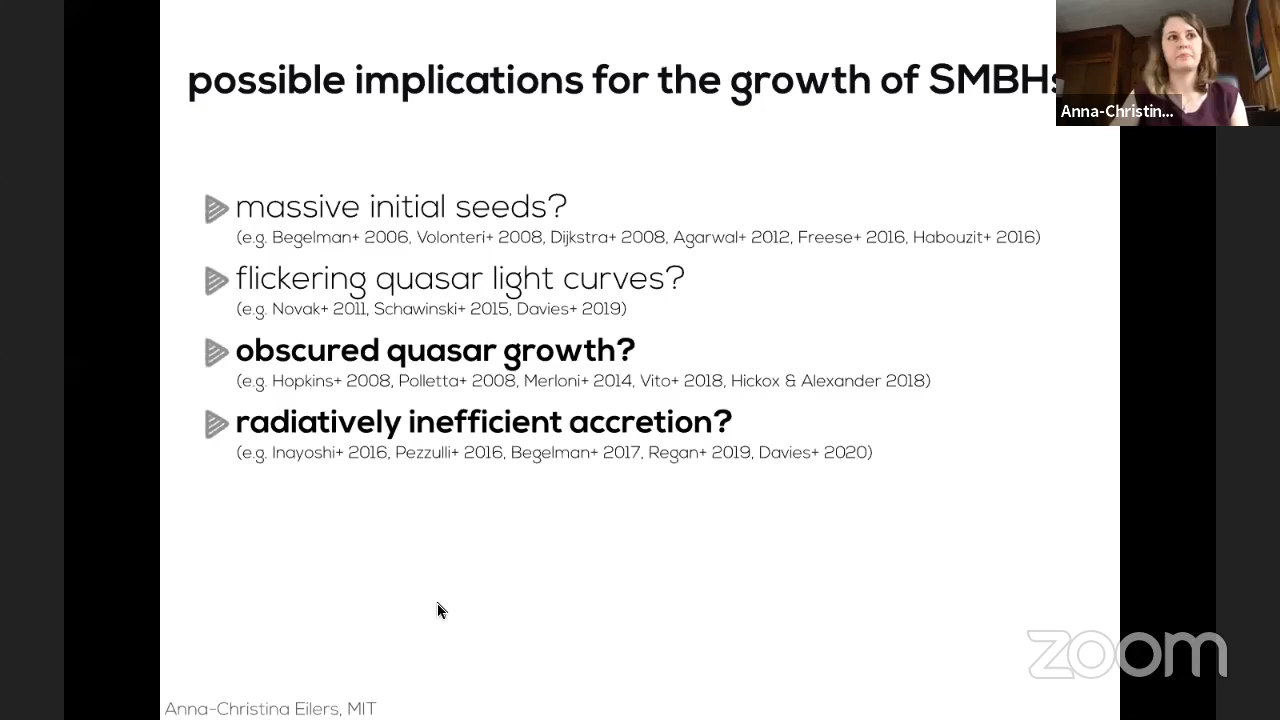 possible implications for the growth of SMBHs
Anna-Christin...
massive initial seeds?
(e.g. Begelman+ 2006, Volonteri+ 2008, Dijkstra+ 2008, Agarwal+ 2012, Freese+ 2016, Habouzit+ 2016)
flickering quasar light curves?
(e.g. Novak+ 2011, Schawinski+ 2015, Davies+ 2019)
obscured quasar growth?
(e.g. Hopkins+ 2008, Polletta+ 2008, Merloni+ 2014, Vito+ 2018, Hickox & Alexander 2018)
radiatively inefficient accretion?
(e.g. Inayoshi+ 2016, Pezzulli+ 2016, Begelman+ 2017, Regan+ 2019, Davies+ 2020)
zoom
Anna-Christina Eilers, MIT